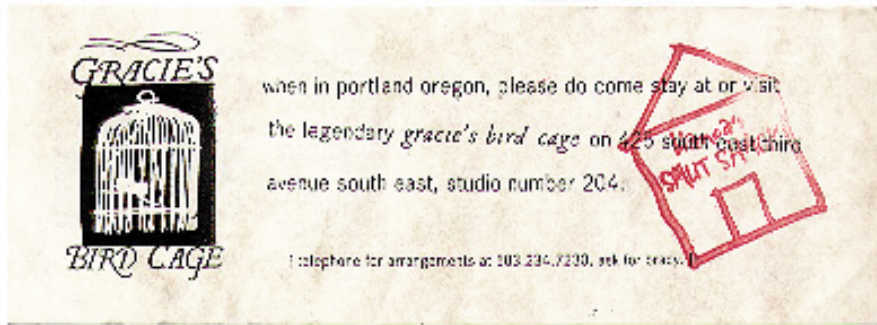 GRACIE'S
BIRD CAGE
when in portland oregon, please do come stay at or visit
the legendary gracie's bird cage on 425 south east third
avenue south east, studio number 204.
[ telephone for arrangements at 503.234.7230, ask for brady. ]
SPLIT